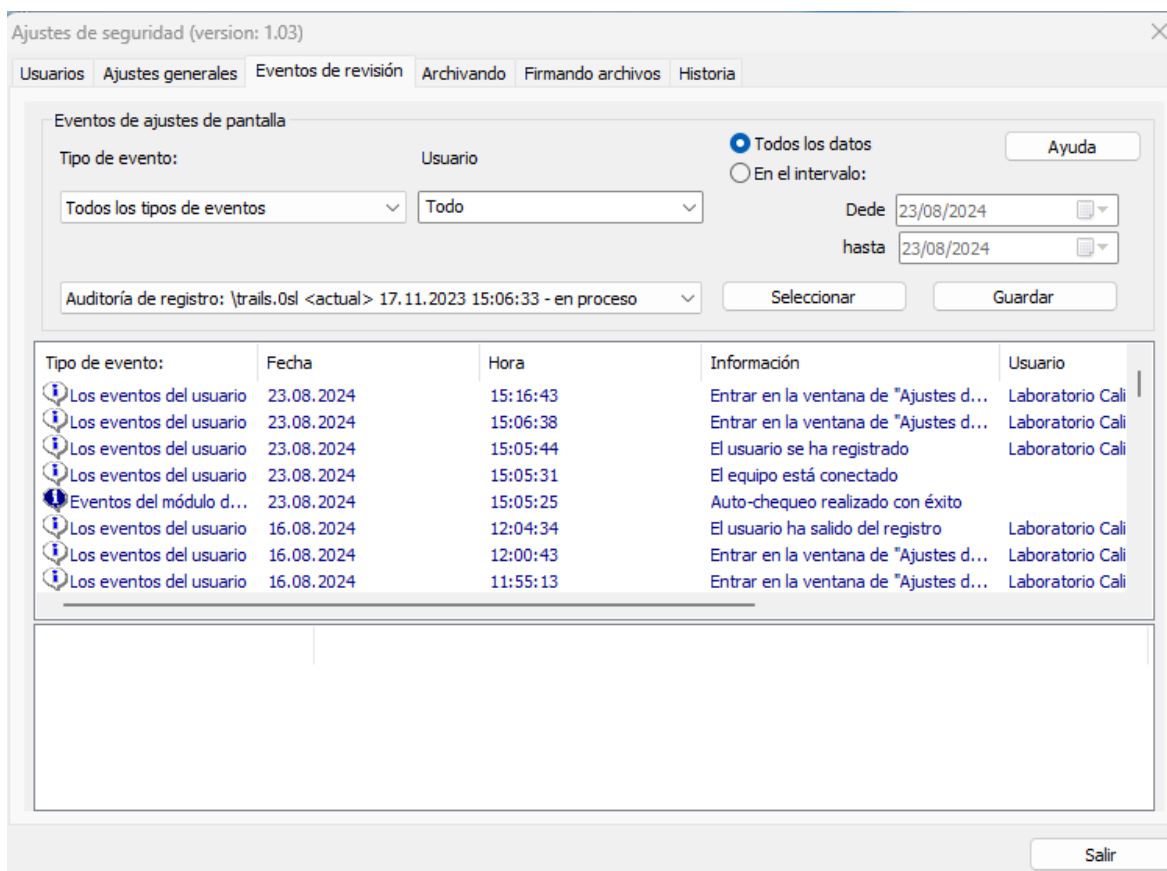 Ajustes de seguridad (version: 1.03)
Usuarios Ajustes generales Eventos de revisión Archivando Firmando archivos Historia
Eventos de ajustes de pantalla
Tipo de evento: Usuario
Todos los datos
Ayuda
En el intervalo:
Todos los tipos de eventos Todo
Dede 23/08/2024
hasta 23/08/2024
Auditoría de registro: \trails.0sl <actual> 17.11.2023 15:06:33 - en proceso Seleccionar Guardar
Tipo de evento: Fecha Hora Información Usuario
Los eventos del usuario 23.08.2024 15:16:43 Entrar en la ventana de "Ajustes d... Laboratorio Cali
Los eventos del usuario 23.08.2024 15:06:38 Entrar en la ventana de "Ajustes d... Laboratorio Cali
Los eventos del usuario 23.08.2024 15:05:44 El usuario se ha registrado Laboratorio Cali
Los eventos del usuario 23.08.2024 15:05:31 El equipo está conectado
Eventos del módulo d... 23.08.2024 15:05:25 Auto-chequeo realizado con éxito
Los eventos del usuario 16.08.2024 12:04:34 El usuario ha salido del registro Laboratorio Cali
Los eventos del usuario 16.08.2024 12:00:43 Entrar en la ventana de "Ajustes d... Laboratorio Cali
Los eventos del usuario 16.08.2024 11:55:13 Entrar en la ventana de "Ajustes d... Laboratorio Cali
Salir